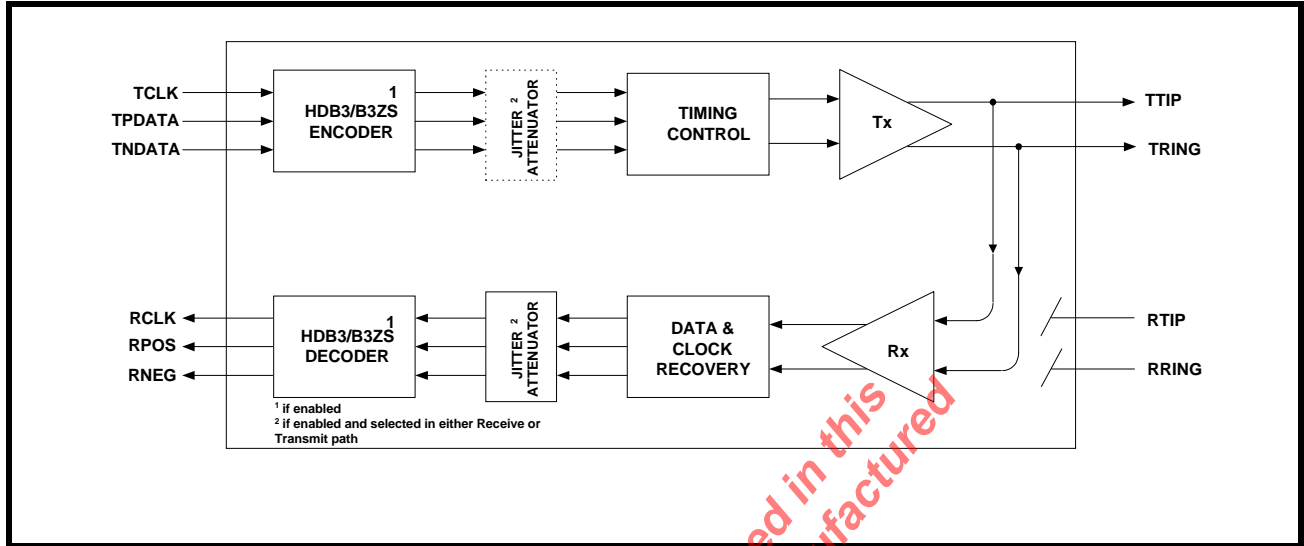 TCLK
TPDATA
TNDATA
1
HDB3/B3ZS
ENCODER
JITTER 2
ATTENUATOR
TIMING
CONTROL
Tx
TTIP
TRING
RCLK
RPOS
RNEG
1
HDB3/B3ZS
DECODER
JITTER 2
ATTENUATOR
DATA &
CLOCK
RECOVERY
Rx
RTIP
RRING
1 if enabled
2 if enabled and selected in either Receive or
Transmit path
in this